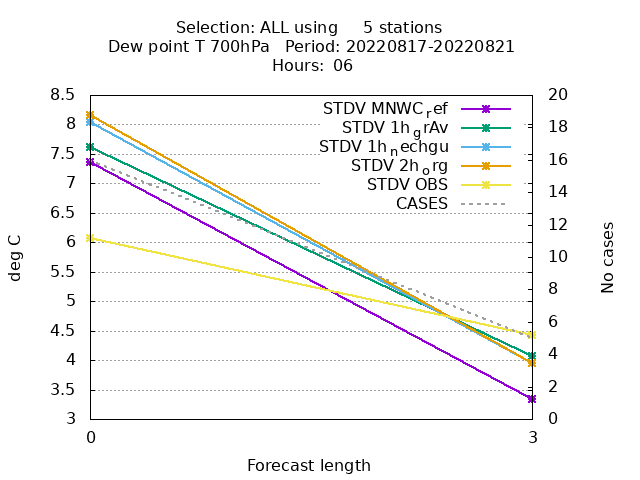 Selection: ALL using     5 stations
Dew point T 700hPa   Period: 20220817-20220821
Hours: 06
8.5
8
7.5
7
6.5
6
5.5
5
4.5
4
3.5
3
20
18
16
14
12
10
8
6
4
2
0
deg C
No cases
STDV MNWC_ref
STDV 1h_grAv
STDV 1h_nechgu
STDV 2h_org
STDV OBS
CASES
0
3
Forecast length